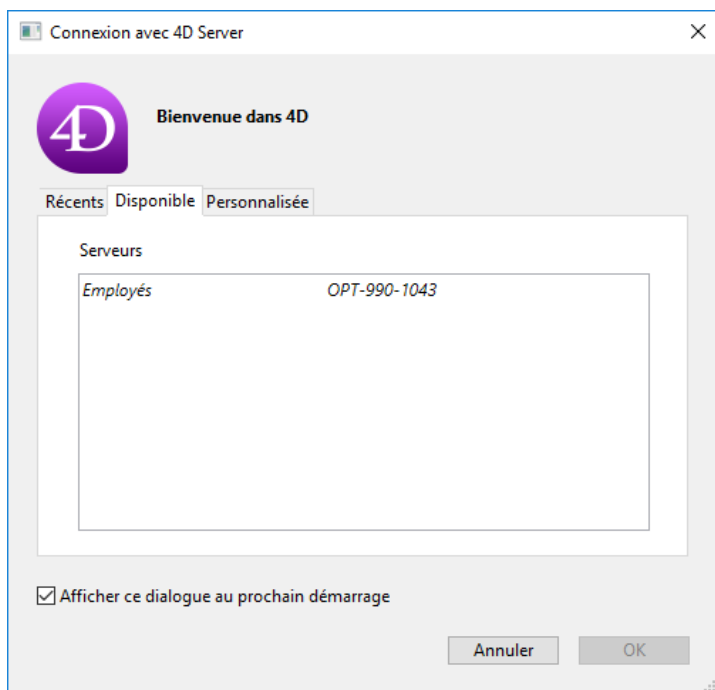 Connexion avec 4D Server
4D
Bienvenue dans 4D
Récents Disponible Personnalisée
Serveurs
Employés OPT-990-1043
Afficher ce dialogue au prochain démarrage
Annuler OK